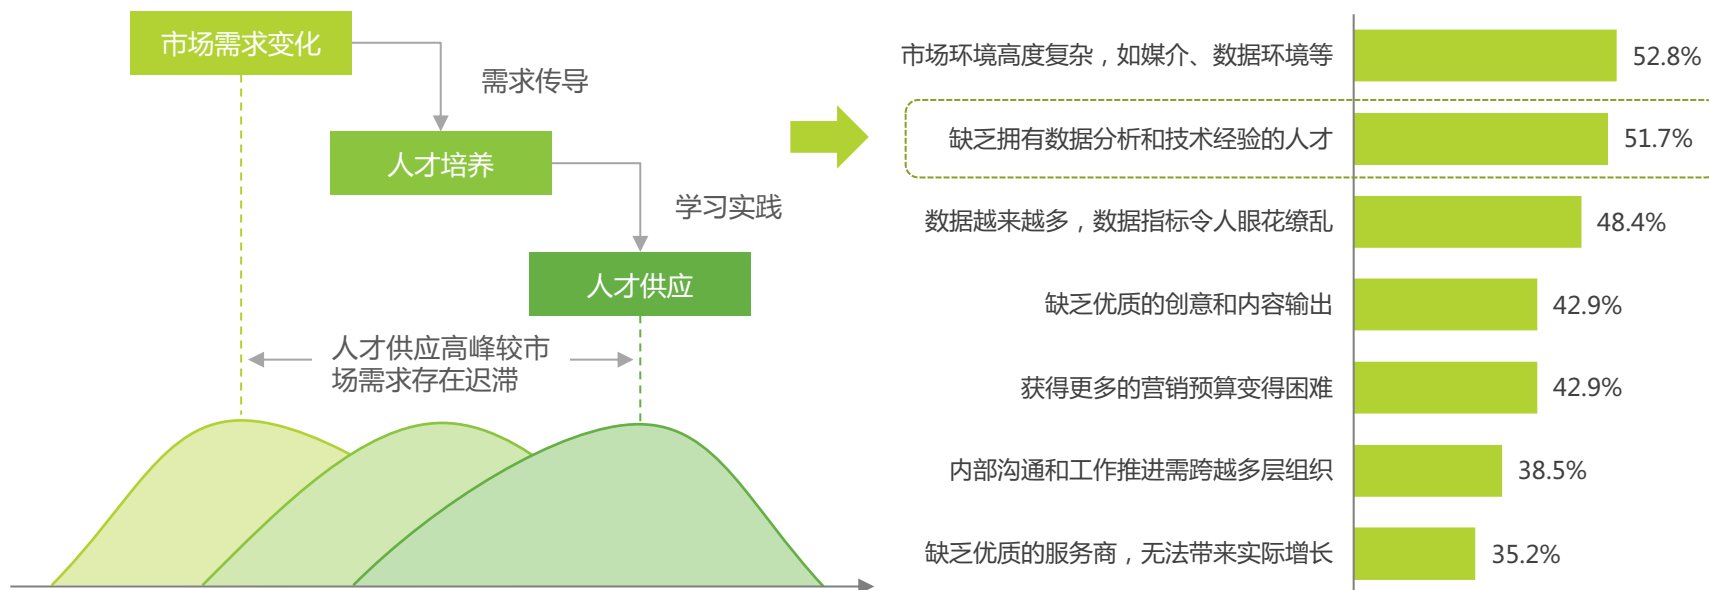 市场需求变化
需求传导
人才培养
学习实践
人才供应
人才供应高峰较市
场需求存在迟滞
市场环境高度复杂，如媒介、数据环境等 52.8%
缺乏拥有数据分析和技术经验的人才 51.7%
数据越来越多，数据指标令人眼花缭乱 48.4%
缺乏优质的创意和内容输出 42.9%
获得更多的营销预算变得困难 42.9%
内部沟通和工作推进需跨越多层组织 38.5%
缺乏优质的服务商，无法带来实际增长 35.2%